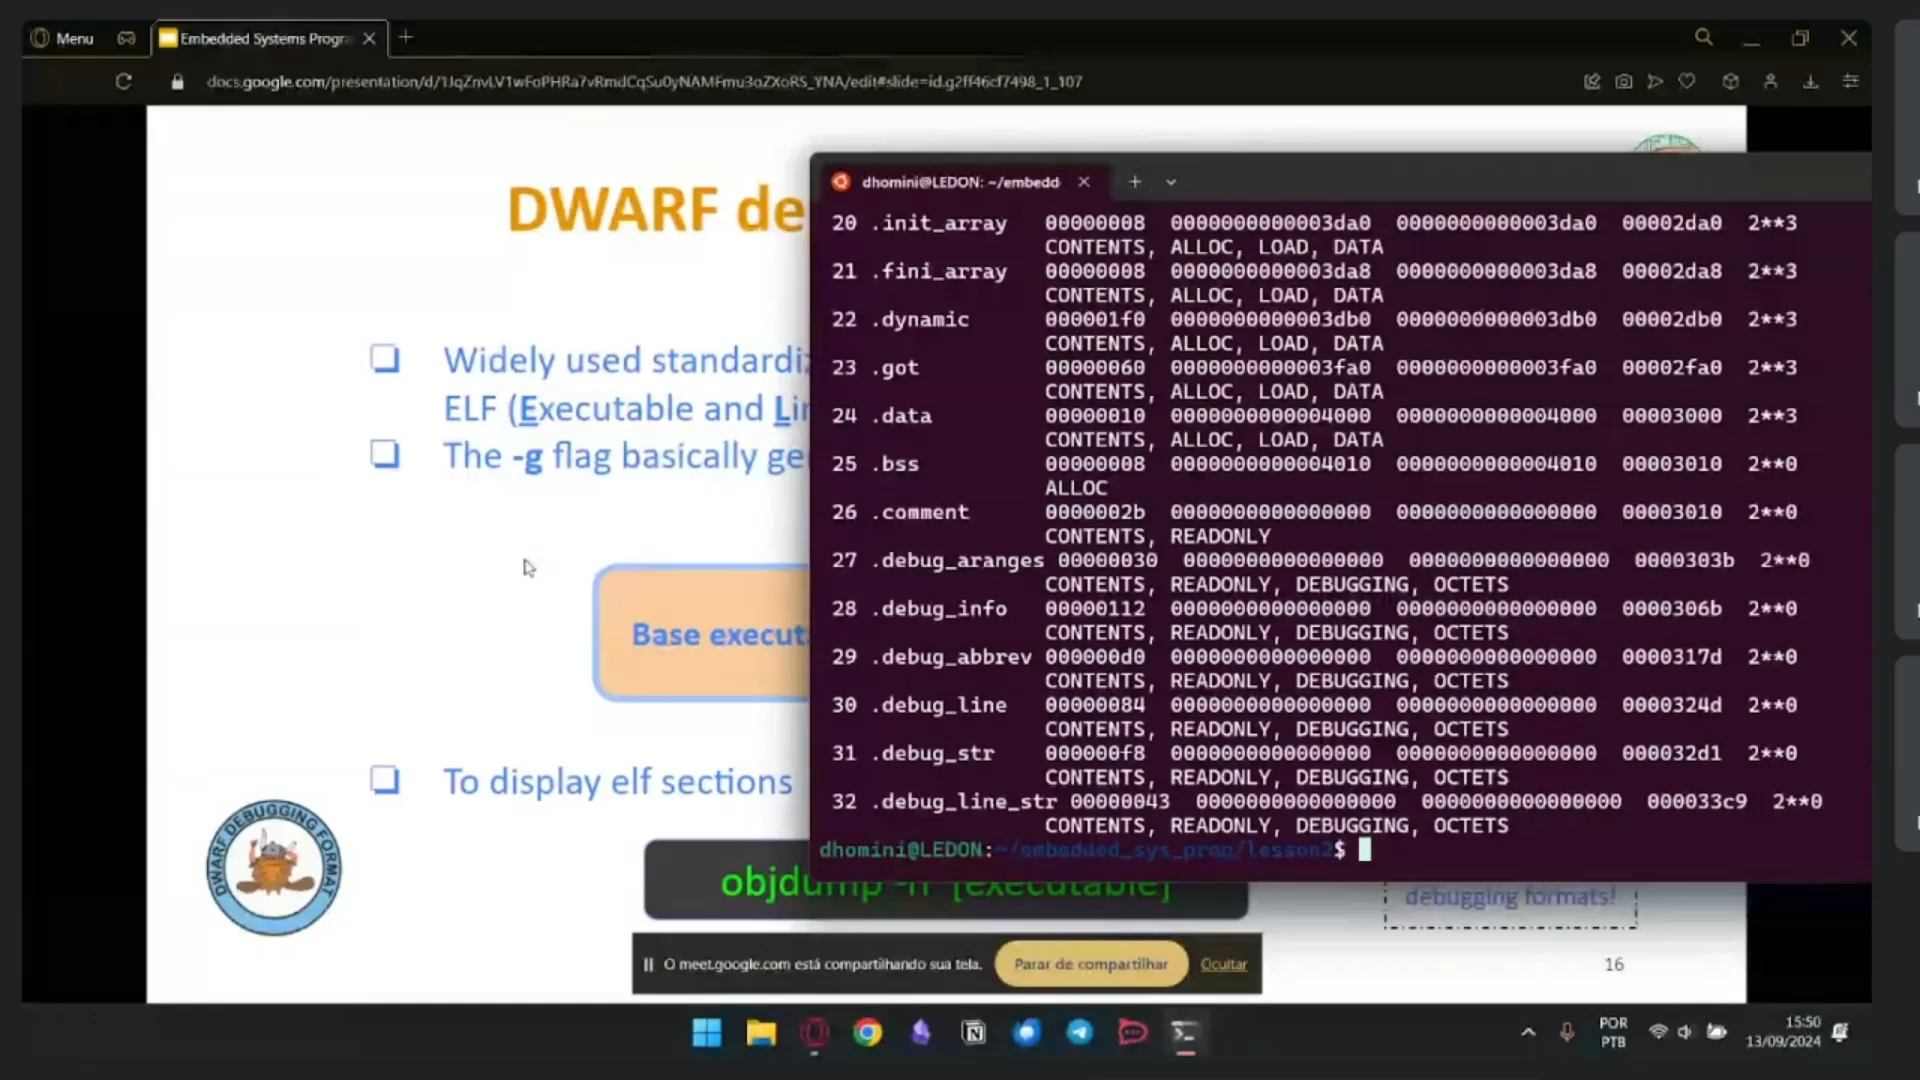 Menu
Embedded Systems Progr
docs.google.com/presentation/d/1JqZnvLV1wFoPHRa7vRmdCqSu0yNAMFmu3oZXoRS_YNA/edit#slide=id.g2ff46cf7498_1_107
DWARF de
Widely used standardiz
ELF (Executable and Lin
The -g flag basically ge
Base execut
To display elf sections
DWARF DEBUGGING FORMAT
objdump -h [executable]
debugging formats!
16
dhomini@LEDON: ~/embedd
20 .init_array 00000008 0000000000003da0 0000000000003da0 00002da0 2**3
CONTENTS, ALLOC, LOAD, DATA
21 .fini_array 00000008 0000000000003da8 0000000000003da8 00002da8 2**3
CONTENTS, ALLOC, LOAD, DATA
22 .dynamic 000001f0 0000000000003db0 0000000000003db0 00002db0 2**3
CONTENTS, ALLOC, LOAD, DATA
23 .got 00000060 0000000000003fa0 0000000000003fa0 00002fa0 2**3
CONTENTS, ALLOC, LOAD, DATA
24 .data 00000010 0000000000004000 0000000000004000 00003000 2**3
CONTENTS, ALLOC, LOAD, DATA
25 .bss 00000008 0000000000004010 0000000000004010 00003010 2**0
ALLOC
26 .comment 0000002b 0000000000000000 0000000000000000 00003010 2**0
CONTENTS, READONLY
27 .debug_aranges 00000030 0000000000000000 0000000000000000 0000303b 2**0
CONTENTS, READONLY, DEBUGGING, OCTETS
28 .debug_info 00000112 0000000000000000 0000000000000000 0000306b 2**0
CONTENTS, READONLY, DEBUGGING, OCTETS
29 .debug_abbrev 000000d0 0000000000000000 0000000000000000 0000317d 2**0
CONTENTS, READONLY, DEBUGGING, OCTETS
30 .debug_line 00000084 0000000000000000 0000000000000000 0000324d 2**0
CONTENTS, READONLY, DEBUGGING, OCTETS
31 .debug_str 000000f8 0000000000000000 0000000000000000 000032d1 2**0
CONTENTS, READONLY, DEBUGGING, OCTETS
32 .debug_line_str 00000043 0000000000000000 0000000000000000 000033c9 2**0
CONTENTS, READONLY, DEBUGGING, OCTETS
dhomini@LEDON:~/embedded_sys_prog/lesson2$
O meet.google.com está compartilhando sua tela.
Parar de compartilhar
Ocultar
POR
PTB
15:50
13/09/2024